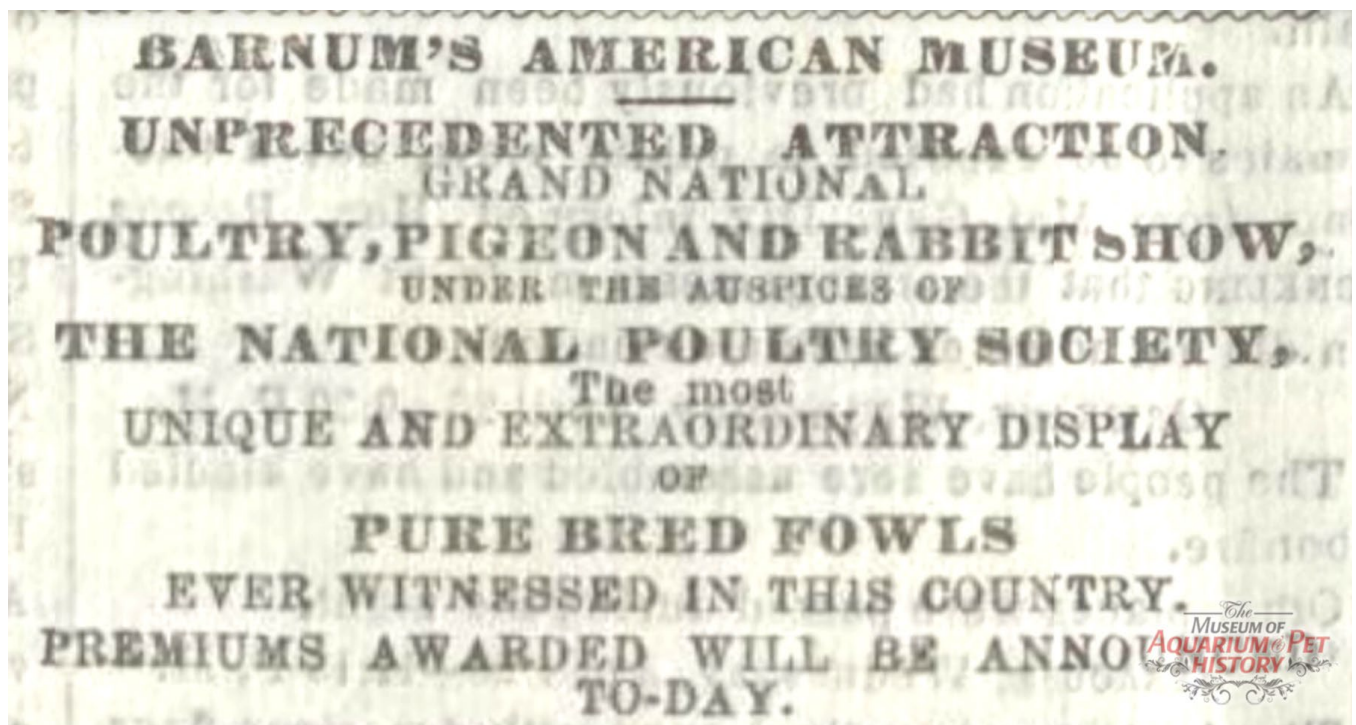 BARNUM'S AMERICAN MUSEUM.
UNPRECEDENTED ATTRACTION.
GRAND NATIONAL
POULTRY, PIGEON AND RABBIT SHOW,
UNDER THE AUSPICES OF
THE NATIONAL POULTRY SOCIETY,
The most
UNIQUE AND EXTRAORDINARY DISPLAY
OF
PURE BRED FOWLS
EVER WITNESSED IN THIS COUNTRY.
PREMIUMS AWARDED WILL BE
TO-DAY.
The
MUSEUM OF
AQUARIUM & PET
HISTORY